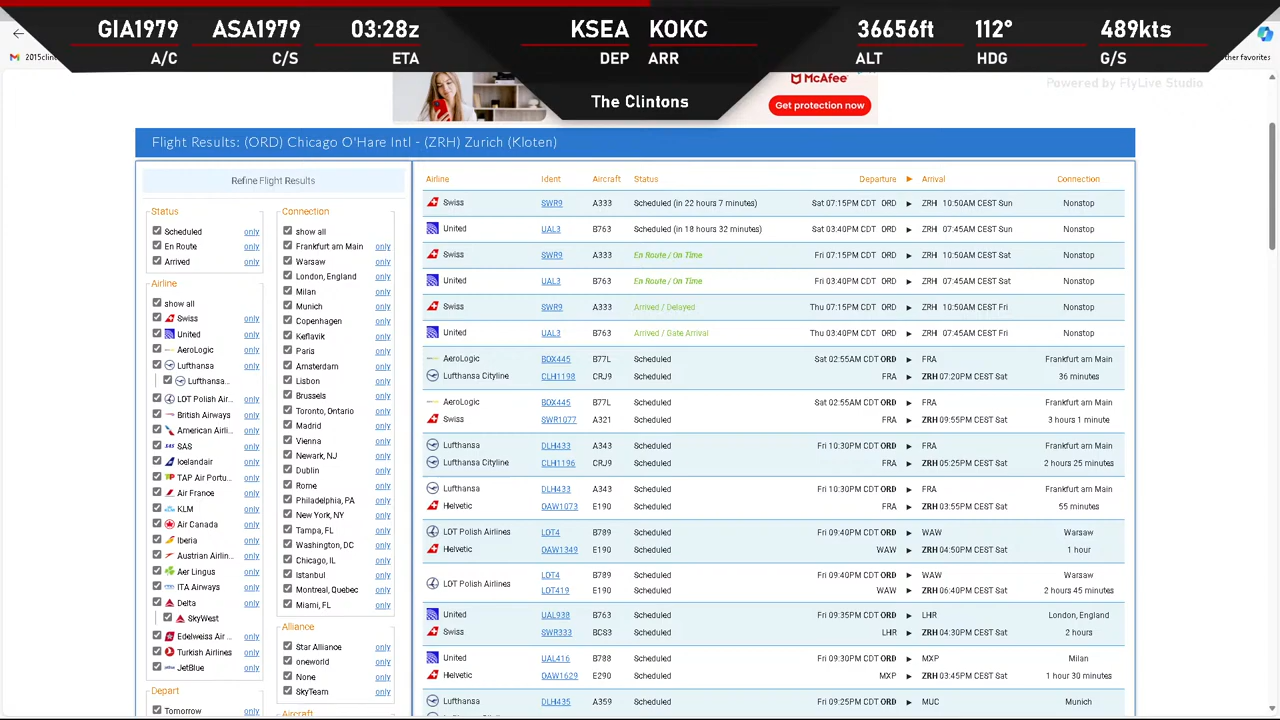 GIA1979 ASA1979 03:28z KSEA KOKC 36656ft 112° 489kts
A/C C/S ETA DEP ARR ALT HDG G/S
2015clin
ther favorites
The Clintons
McAfee
Get protection now
Powered by FlyLive Studio
Flight Results: (ORD) Chicago O'Hare Intl - (ZRH) Zurich (Kloten)
Refine Flight Results
Status
Scheduled only
En Route only
Arrived only
Airline
show all
Swiss only
United only
AeroLogic only
Lufthansa only
Lufthansa... only
LOT Polish Air... only
British Airways only
American Airli... only
SAS only
Icelandair only
TAP Air Portu... only
Air France only
KLM only
Air Canada only
Iberia only
Austrian Airlin... only
Aer Lingus only
ITA Airways only
Delta only
SkyWest only
Edelweiss Air ... only
Turkish Airlines only
JetBlue only
Depart
Tomorrow only
Connection
show all
Frankfurt am Main only
Warsaw only
London, England only
Milan only
Munich only
Copenhagen only
Keflavik only
Paris only
Amsterdam only
Lisbon only
Brussels only
Toronto, Ontario only
Madrid only
Vienna only
Newark, NJ only
Dublin only
Rome only
Philadelphia, PA only
New York, NY only
Tampa, FL only
Washington, DC only
Chicago, IL only
Istanbul only
Montreal, Quebec only
Miami, FL only
Alliance
Star Alliance only
oneworld only
None only
SkyTeam only
Aircraft
Airline Ident Aircraft Status Departure ▶ Arrival Connection
Swiss SWR9 A333 Scheduled (in 22 hours 7 minutes) Sat 07:15PM CDT ORD ▶ ZRH 10:50AM CEST Sun Nonstop
United UAL3 B763 Scheduled (in 18 hours 32 minutes) Sat 03:40PM CDT ORD ▶ ZRH 07:45AM CEST Sun Nonstop
Swiss SWR9 A333 En Route / On Time Fri 07:15PM CDT ORD ▶ ZRH 10:50AM CEST Sat Nonstop
United UAL3 B763 En Route / On Time Fri 03:40PM CDT ORD ▶ ZRH 07:45AM CEST Sat Nonstop
Swiss SWR9 A333 Arrived / Delayed Thu 07:15PM CDT ORD ▶ ZRH 10:50AM CEST Fri Nonstop
United UAL3 B763 Arrived / Gate Arrival Thu 03:40PM CDT ORD ▶ ZRH 07:45AM CEST Fri Nonstop
AeroLogic BOX445 B77L Scheduled Sat 02:55AM CDT ORD ▶ FRA Frankfurt am Main
Lufthansa Cityline CLH1198 CRJ9 Scheduled FRA ▶ ZRH 07:20PM CEST Sat 36 minutes
AeroLogic BOX445 B77L Scheduled Sat 02:55AM CDT ORD ▶ FRA Frankfurt am Main
Swiss SWR1077 A321 Scheduled FRA ▶ ZRH 09:55PM CEST Sat 3 hours 1 minute
Lufthansa DLH433 A343 Scheduled Fri 10:30PM CDT ORD ▶ FRA Frankfurt am Main
Lufthansa Cityline CLH1196 CRJ9 Scheduled FRA ▶ ZRH 05:25PM CEST Sat 2 hours 25 minutes
Lufthansa DLH433 A343 Scheduled Fri 10:30PM CDT ORD ▶ FRA Frankfurt am Main
Helvetic OAW1073 E190 Scheduled FRA ▶ ZRH 03:55PM CEST Sat 55 minutes
LOT Polish Airlines LOT4 B789 Scheduled Fri 09:40PM CDT ORD ▶ WAW Warsaw
Helvetic OAW1349 E190 Scheduled WAW ▶ ZRH 04:50PM CEST Sat 1 hour
LOT Polish Airlines LOT4 B789 Scheduled Fri 09:40PM CDT ORD ▶ WAW Warsaw
LOT419 E190 Scheduled WAW ▶ ZRH 06:40PM CEST Sat 2 hours 45 minutes
United UAL938 B763 Scheduled Fri 09:35PM CDT ORD ▶ LHR London, England
Swiss SWR333 BCS3 Scheduled LHR ▶ ZRH 04:30PM CEST Sat 2 hours
United UAL416 B788 Scheduled Fri 09:30PM CDT ORD ▶ MXP Milan
Helvetic OAW1629 E290 Scheduled MXP ▶ ZRH 03:45PM CEST Sat 1 hour 30 minutes
Lufthansa DLH435 A359 Scheduled Fri 09:25PM CDT ORD ▶ MUC Munich